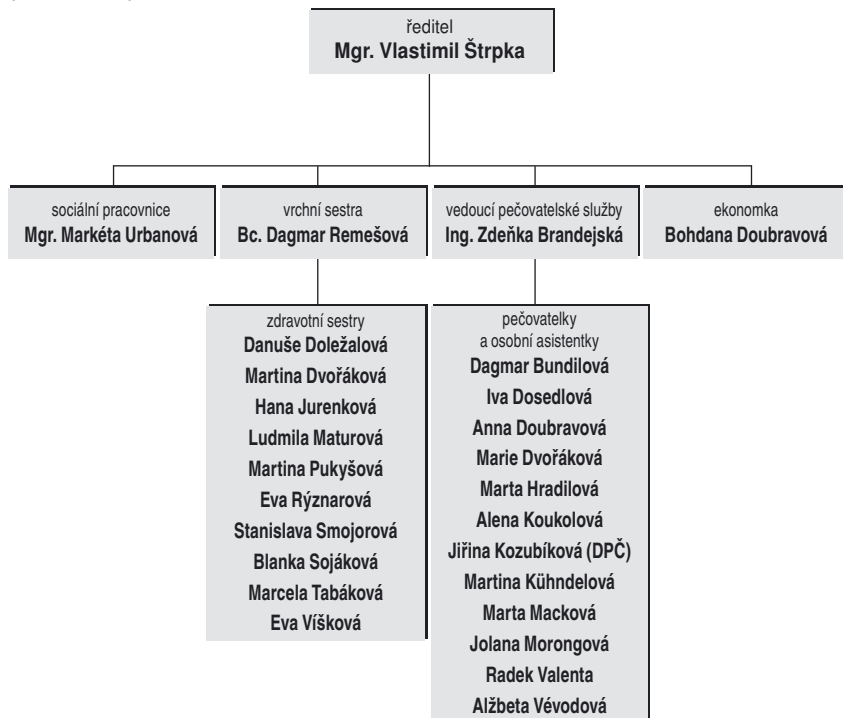 ředitel
Mgr. Vlastimil Štrpka
sociální pracovnice
Mgr. Markéta Urbanová
vrchní sestra
Bc. Dagmar Remešová
vedoucí pečovatelské služby
Ing. Zdeňka Brandejská
ekonomka
Bohdana Doubravová
zdravotní sestry
Danuše Doležalová
Martina Dvořáková
Hana Jurenková
Ludmila Maturová
Martina Pukyšová
Eva Rýznarová
Stanislava Smojorová
Blanka Sojáková
Marcela Tabáková
Eva Víšková
pečovatelky
a osobní asistentky
Dagmar Bundilová
Iva Dosedlová
Anna Doubravová
Marie Dvořáková
Marta Hradilová
Alena Koukolová
Jiřina Kozubíková (DPČ)
Martina Kühndelová
Marta Macková
Jolana Morongová
Radek Valenta
Alžbeta Vévodová